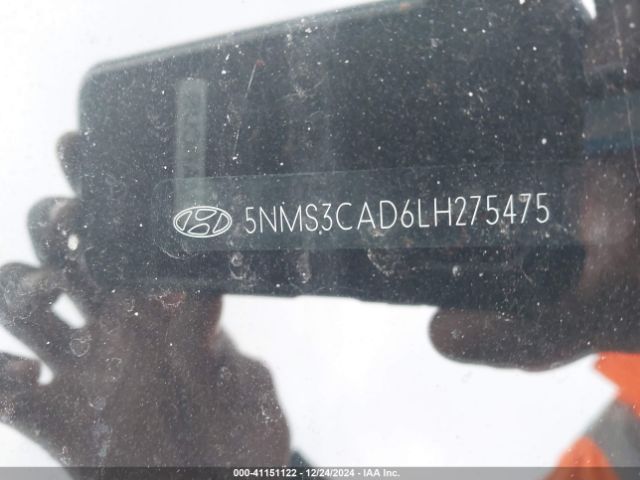 5NMS3CAD6LH275475
000-41151122 - 12/24/2024 - IAA Inc.